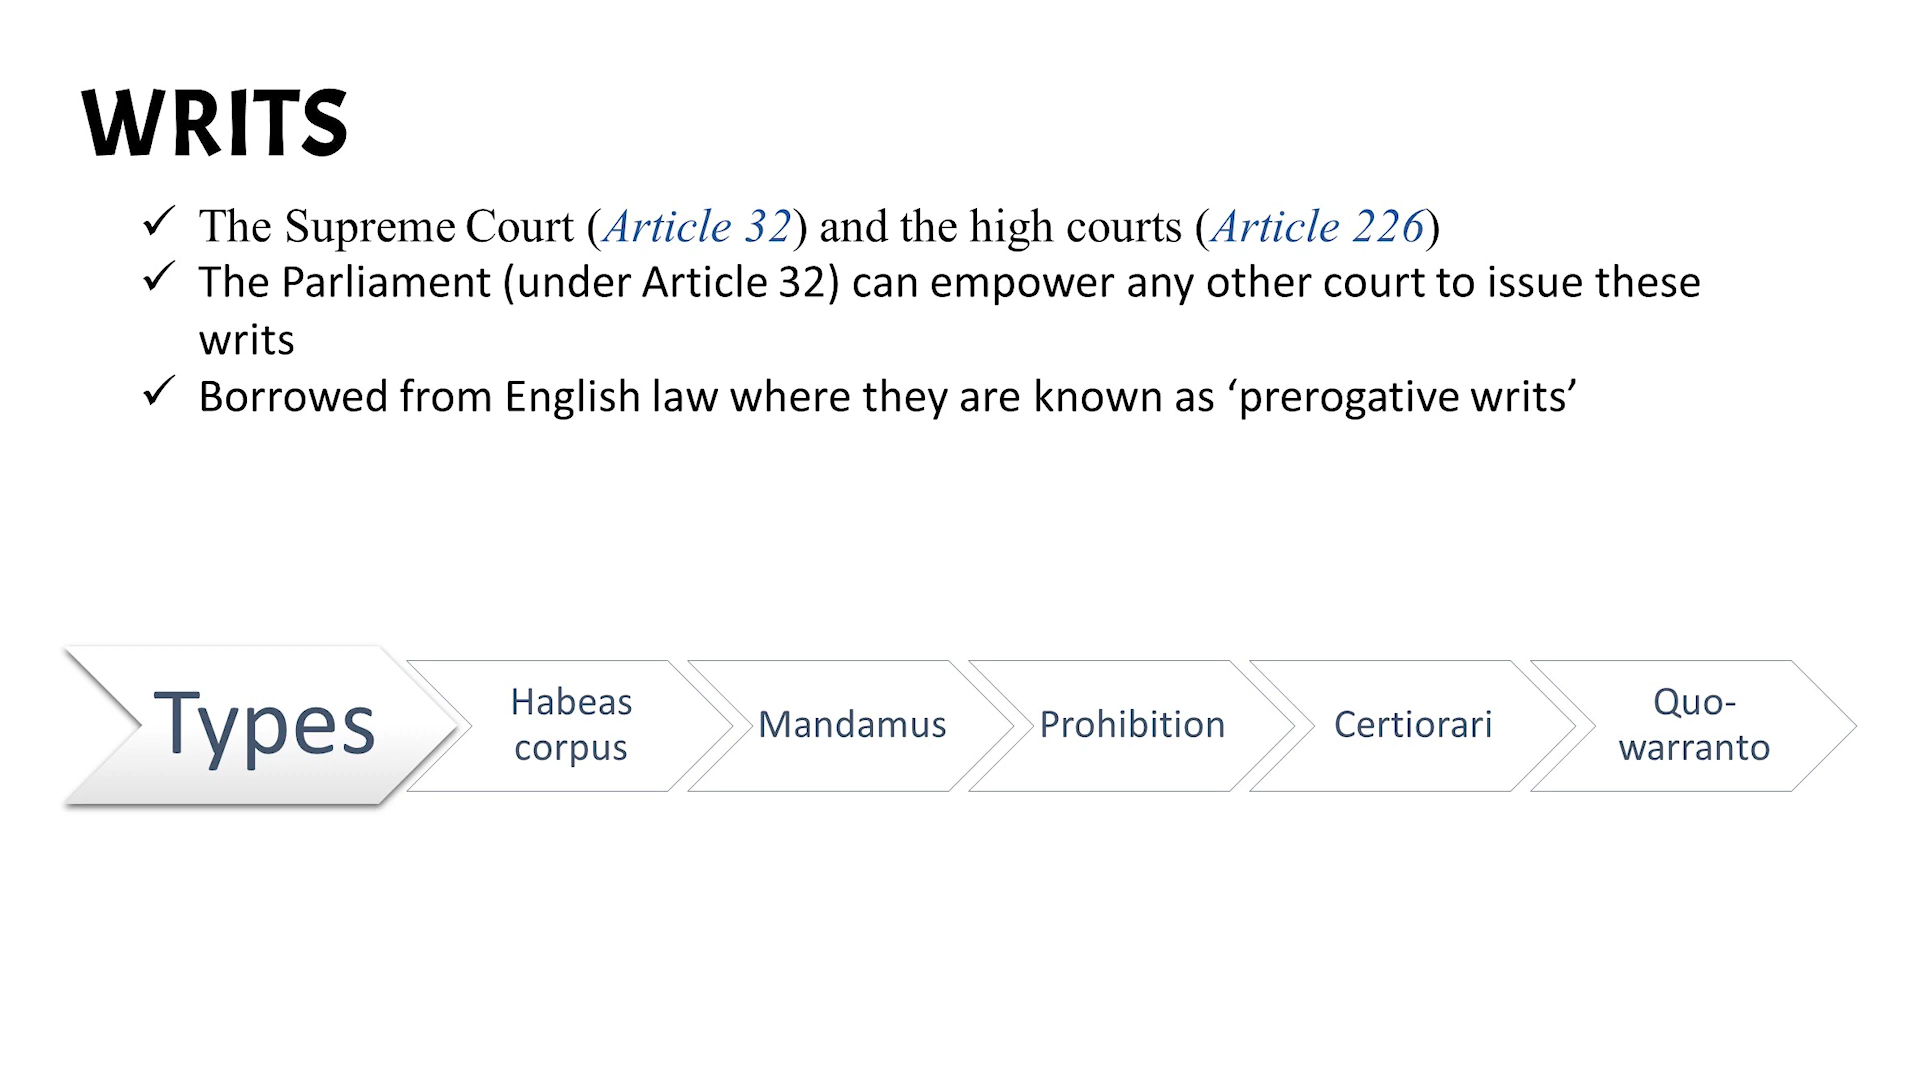 WRITS
✓ The Supreme Court (Article 32) and the high courts (Article 226)
✓ The Parliament (under Article 32) can empower any other court to issue these
writs
✓ Borrowed from English law where they are known as ‘prerogative writs’
Types
Habeas
corpus
Mandamus
Prohibition
Certiorari
Quo-
warranto